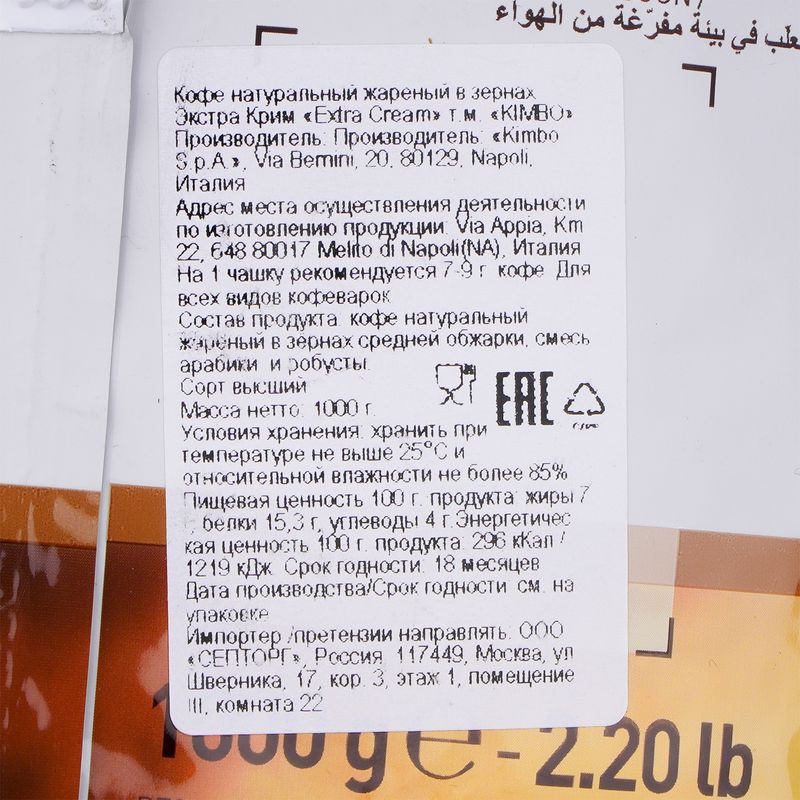 معلّب في بيئة مفرّغة من الهواء
Кофе натуральный жареный в зернах
Экстра Крим «Extra Cream» т.м. «KIMBO»
Производитель: Производитель: «Kimbo
S.p.A.», Via Bernini, 20, 80129, Napoli,
Италия
Адрес места осуществления деятельности
по изготовлению продукции: Via Appia, Km
22, 648 80017 Melito di Napoli(NA), Италия
На 1 чашку рекомендуется 7-9 г. кофе. Для
всех видов кофеварок
Состав продукта: кофе натуральный
жареный в зернах средней обжарки, смесь
арабики и робусты.
Сорт высший
Масса нетто: 1000 г.
EAC
Условия хранения: хранить при
температуре не выше 25°С и
относительной влажности не более 85%
Пищевая ценность 100 г. продукта: жиры 7
, белки 15,3 г, углеводы 4 г.Энергетичес
кая ценность 100 г. продукта: 296 кКал /
1219 кДж. Срок годности: 18 месяцев
Дата производства/Срок годности: см. на
упаковке
Импортер /претензии направлять: ООО
«СЕПТОРГ», Россия, 117449, Москва, ул
Шверника, 17, кор. 3, этаж 1, помещение
III, комната 22
1000 g e - 2.20 lb